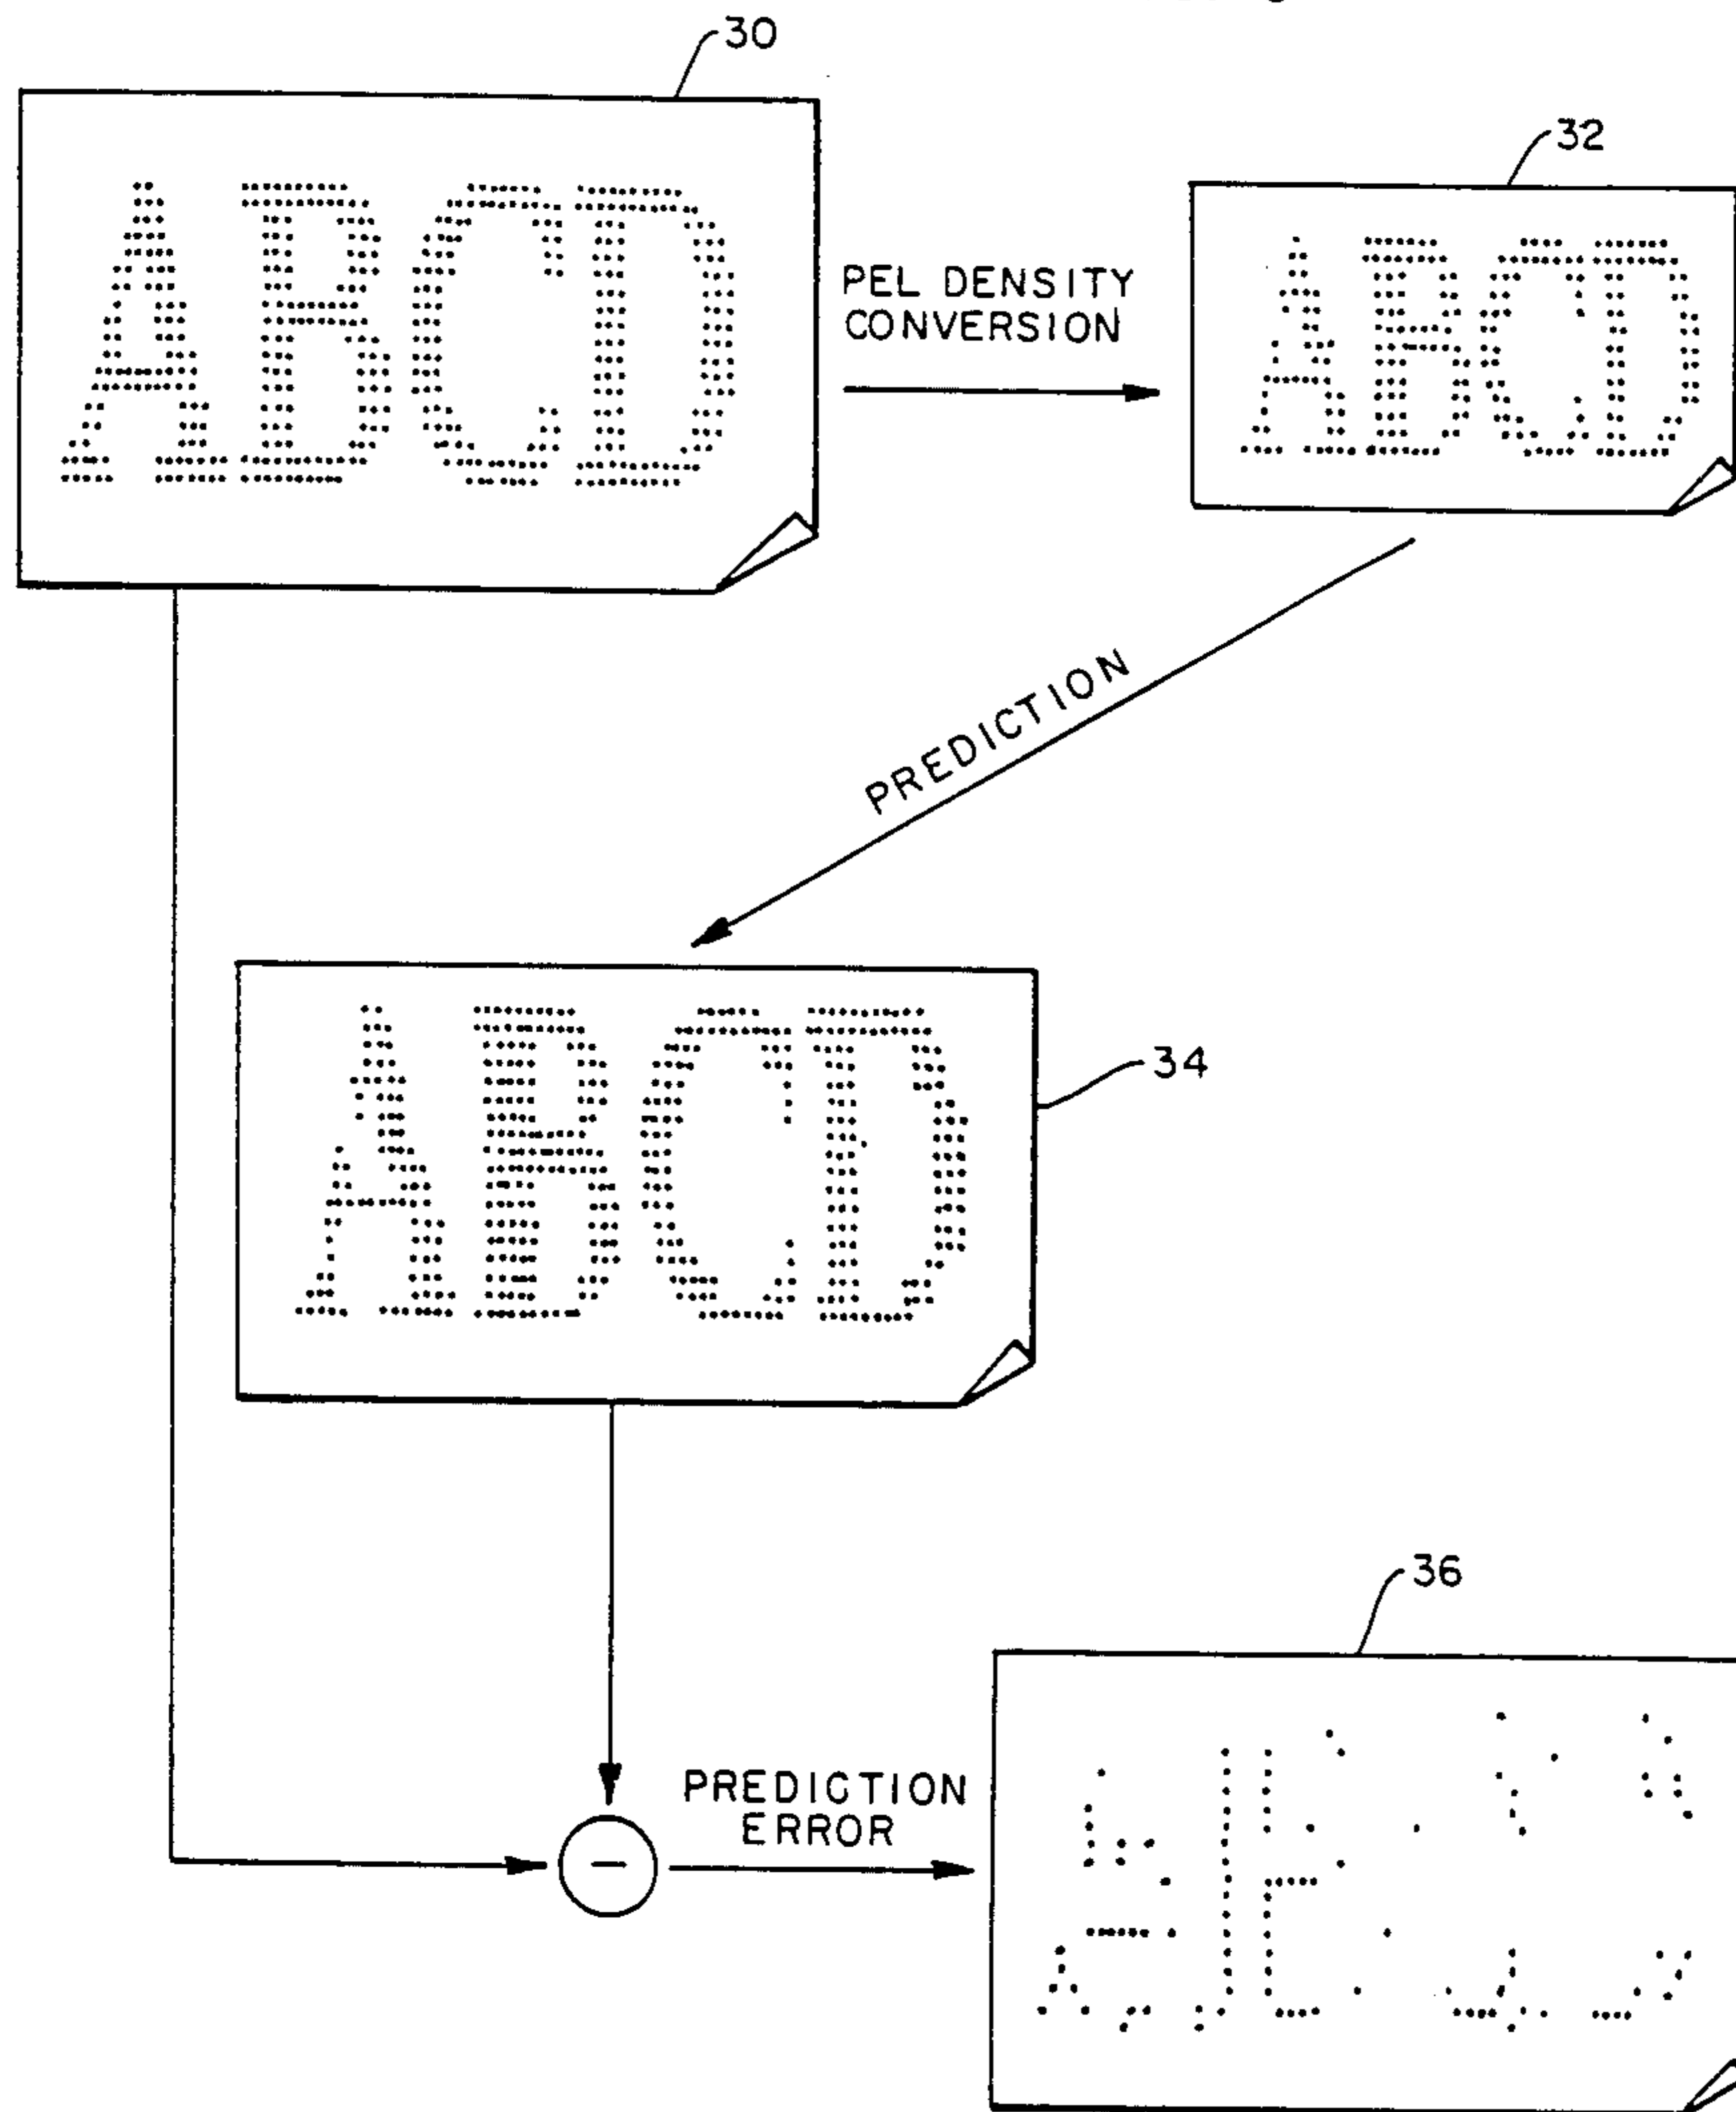 30
32
ABCD
ABCD
PEL DENSITY
CONVERSION
PREDICTION
ABCD
34
36
PREDICTION
ERROR
−